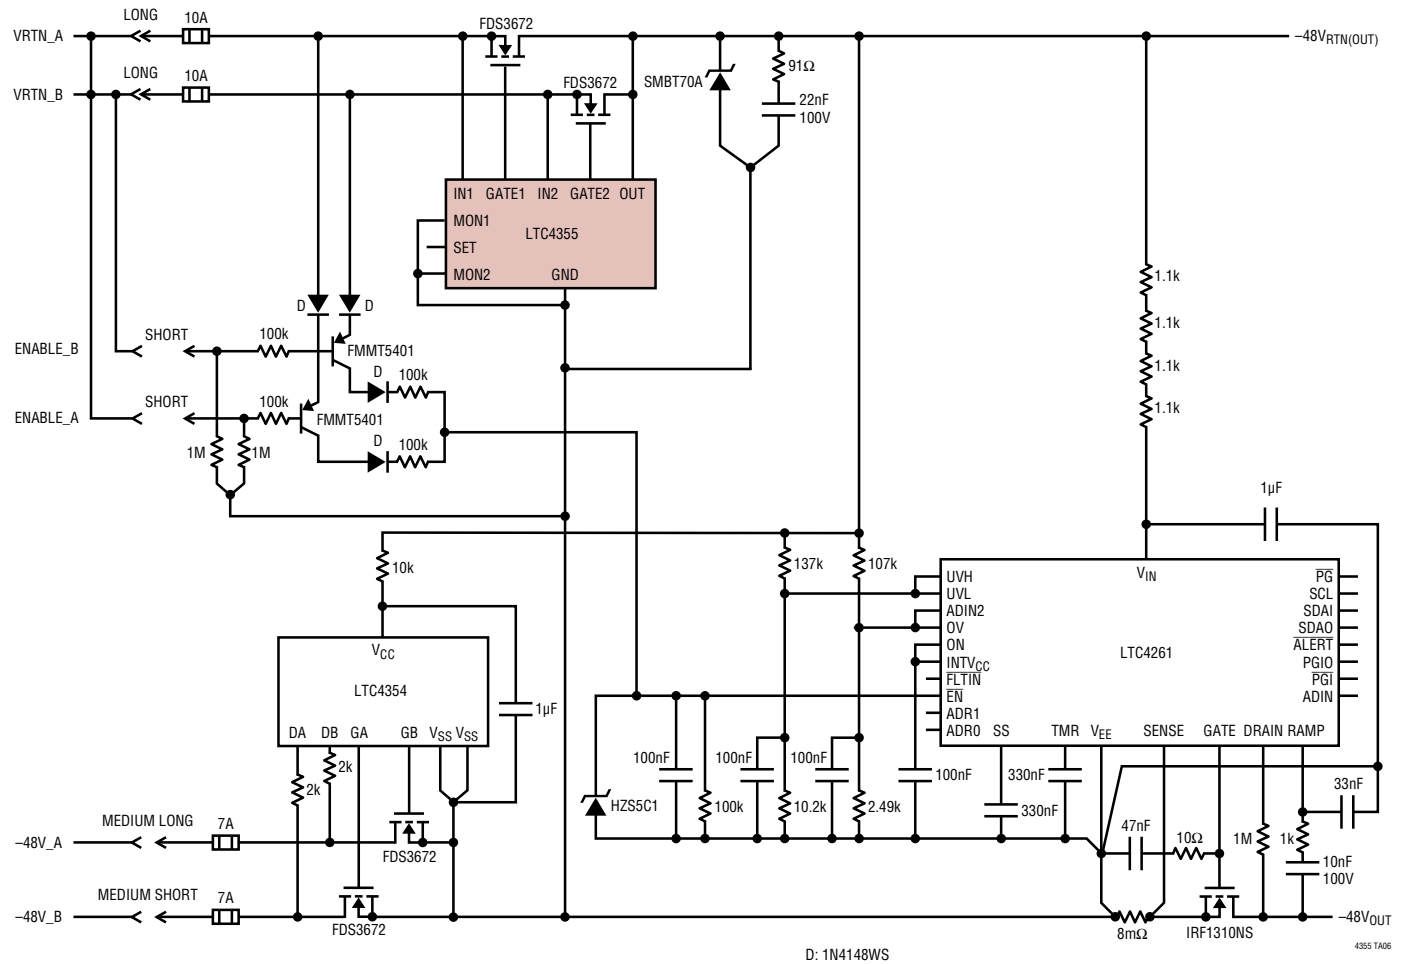 VRTN_A
LONG
10A
FDS3672
–48VRTN(OUT)
VRTN_B
LONG
10A
FDS3672
SMBT70A
91Ω
22nF
100V
IN1 GATE1 IN2 GATE2 OUT
MON1
SET
MON2
LTC4355
GND
1.1k
1.1k
1.1k
1.1k
D
D
ENABLE_B
SHORT
100k
FMMT5401
D
100k
ENABLE_A
SHORT
100k
FMMT5401
D
100k
1M
1M
1µF
10k
137k
107k
VCC
LTC4354
DA DB GA GB VSS VSS
1µF
2k
2k
VIN
UVH
UVL
ADIN2
OV
ON
INTVCC
FLTIN
EN
ADR1
ADR0
LTC4261
PG
SCL
SDAI
SDAO
ALERT
PGIO
PGI
ADIN
SS TMR VEE SENSE GATE DRAIN RAMP
HZS5C1
100nF
100k
100nF
10.2k
100nF
2.49k
100nF
330nF
330nF
33nF
47nF
10Ω
1M
1k
10nF
100V
–48V_A
MEDIUM LONG
7A
FDS3672
–48V_B
MEDIUM SHORT
7A
FDS3672
8mΩ
IRF1310NS
–48VOUT
D: 1N4148WS
4355 TA06